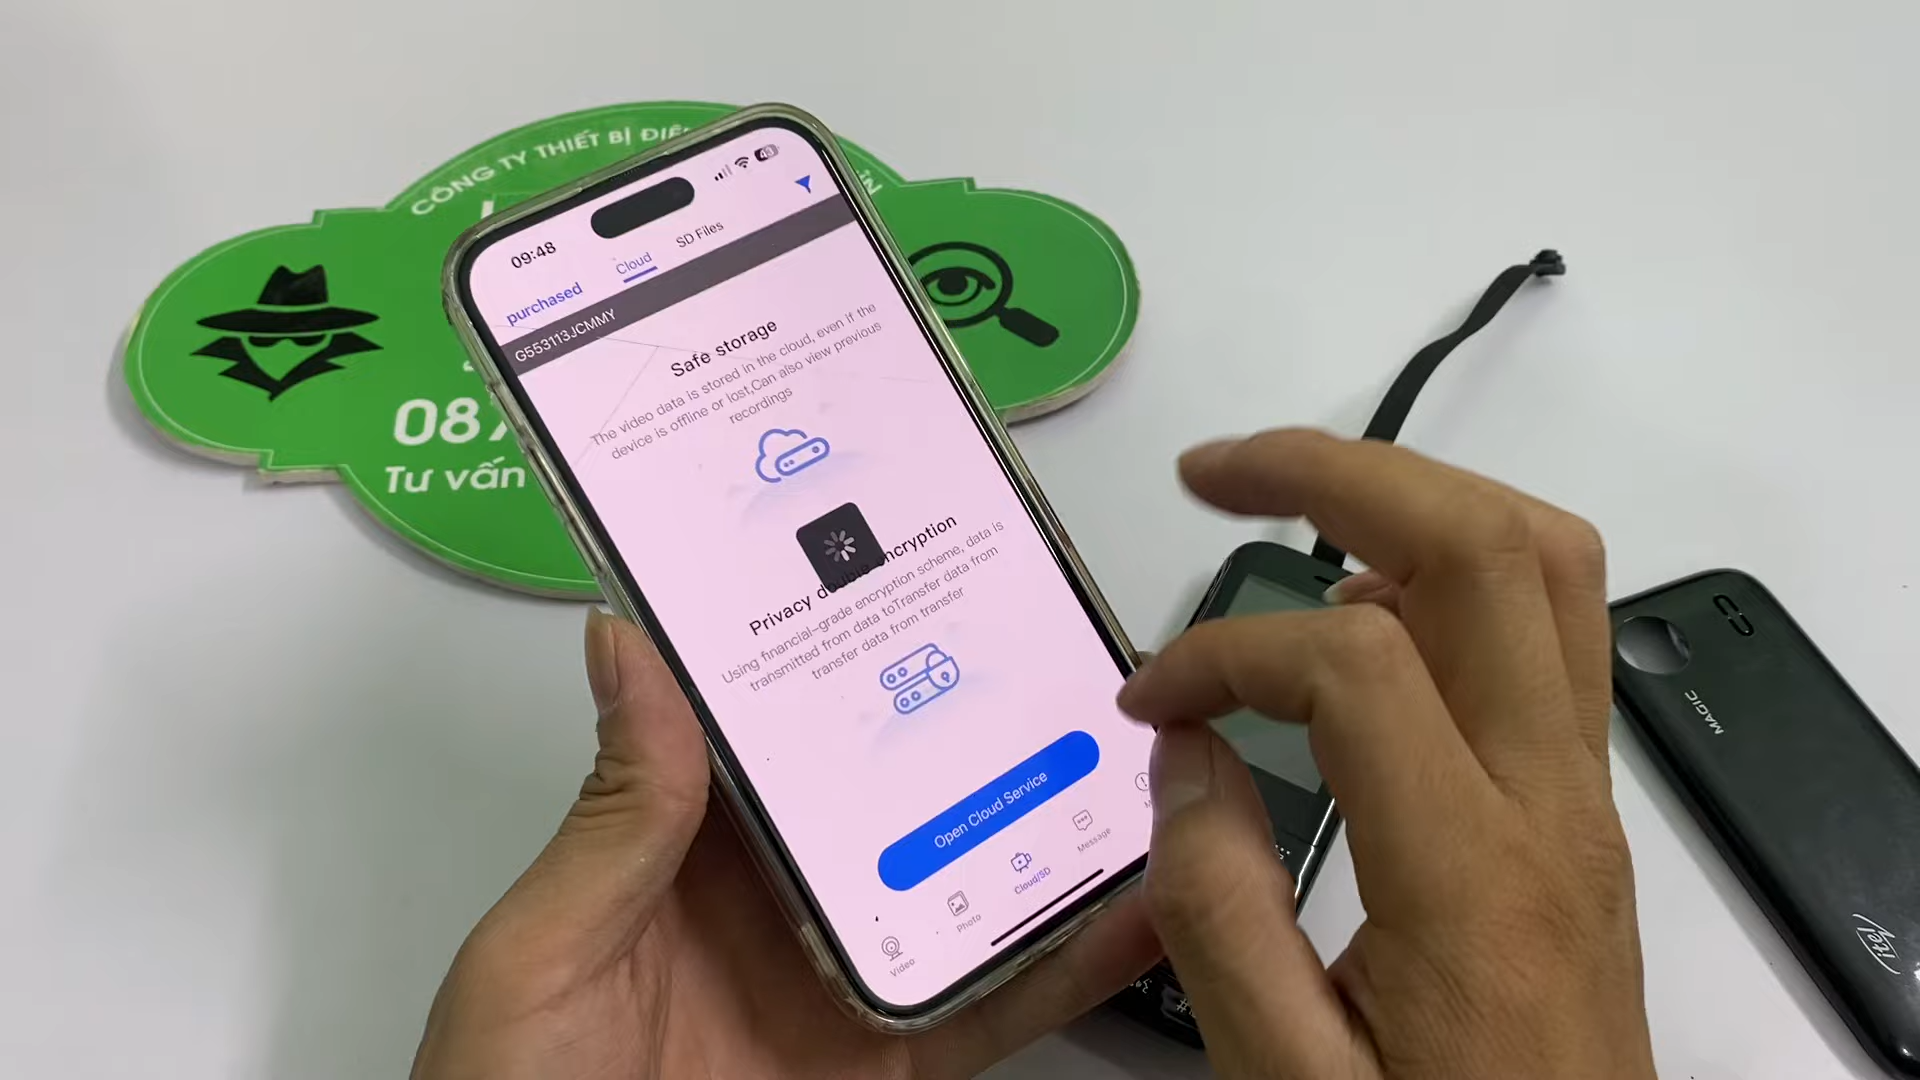 CÔNG TY THIẾT BỊ ĐIỆ
08
Tư vấn
09:48
43
purchased
Cloud
SD Files
G553113JCMMY
Safe storage
The video data is stored in the cloud, even if the
device is offline or lost,Can also view previous
recordings
Privacy double encryption
Using financial-grade encryption scheme, data is
transmitted from data toTransfer data from
transfer data from transfer
Open Cloud Service
Video
Photo
Cloud/SD
Message
MAGIC
itel